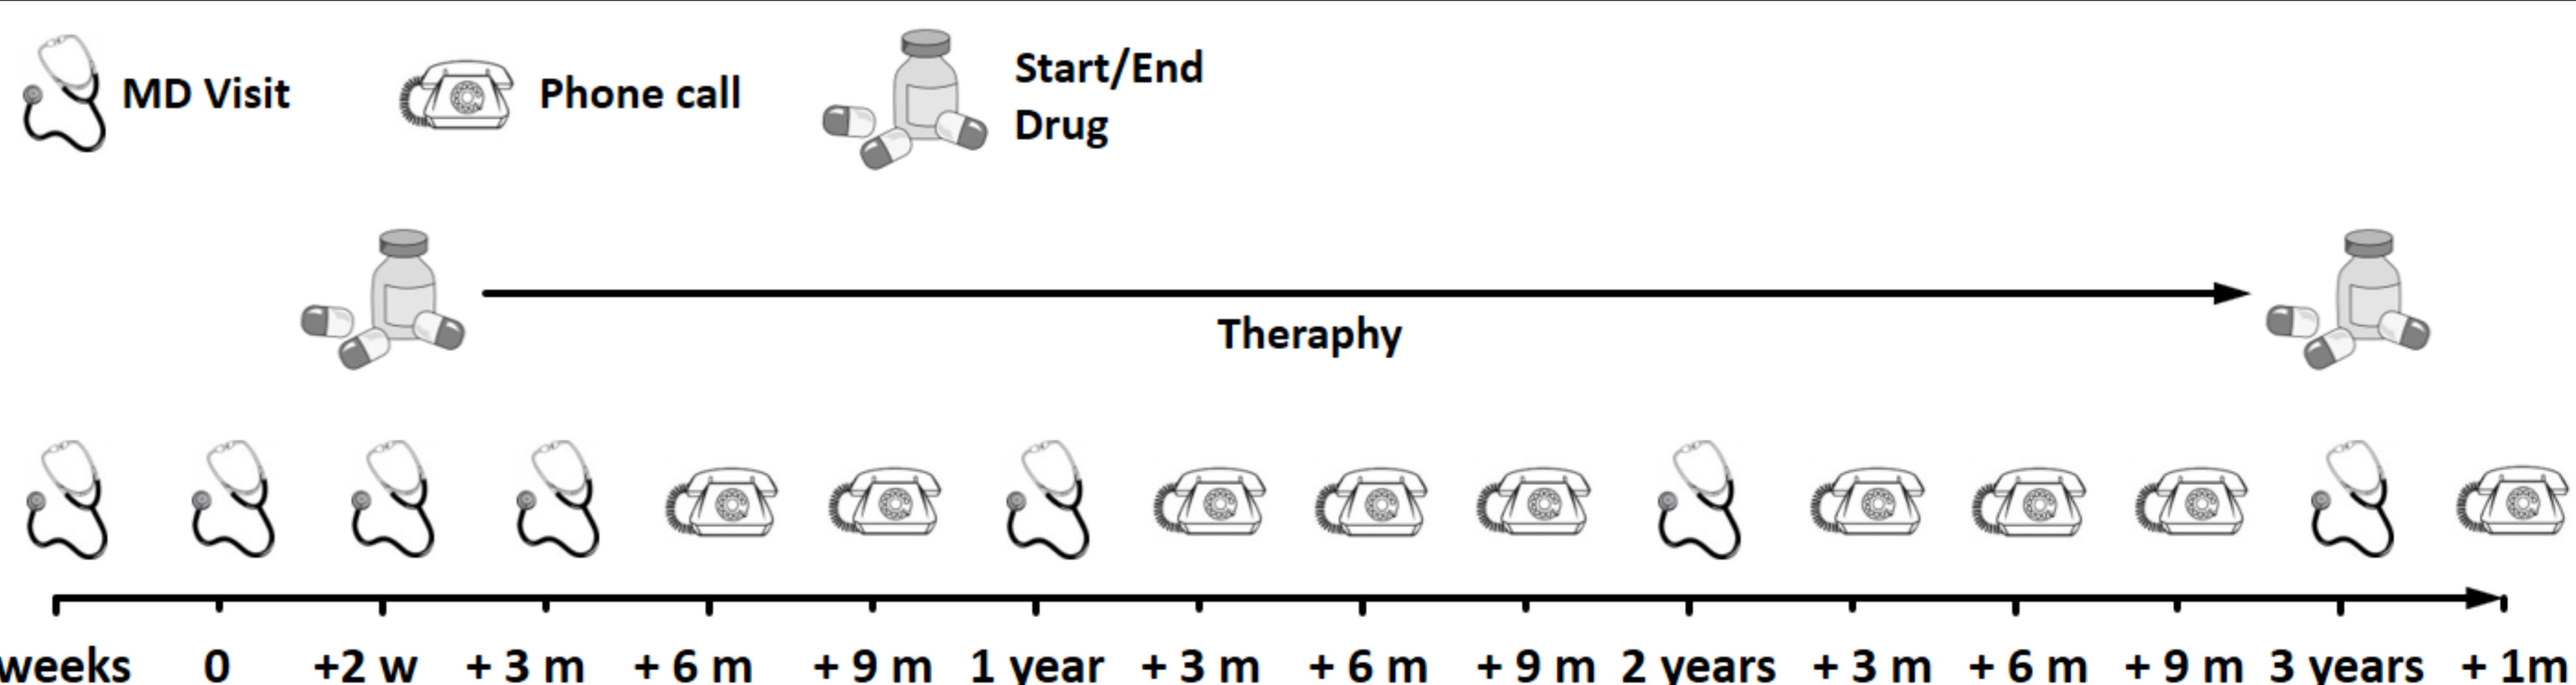 MD Visit
Phone call
Start/End
Drug
Theraphy
weeks 0 +2 w + 3 m + 6 m + 9 m 1 year + 3 m + 6 m + 9 m 2 years + 3 m + 6 m + 9 m 3 years + 1m